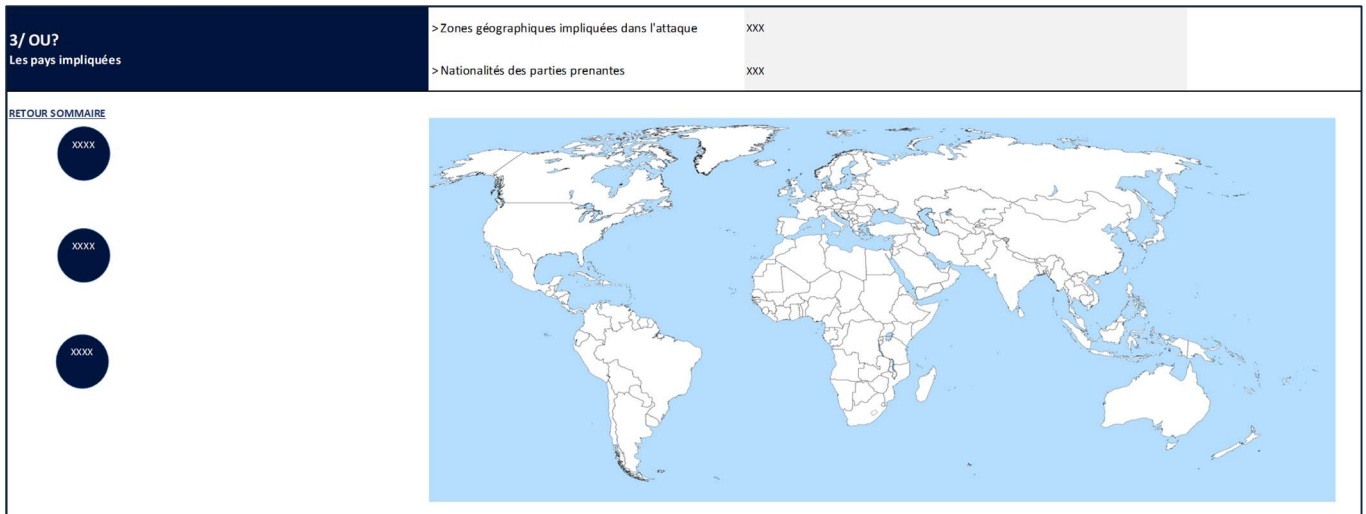 3/ OU?
Les pays impliquées
> Zones géographiques impliquées dans l'attaque
XXX
> Nationalités des parties prenantes
XXX
RETOUR SOMMAIRE
XXXX
XXXX
XXXX